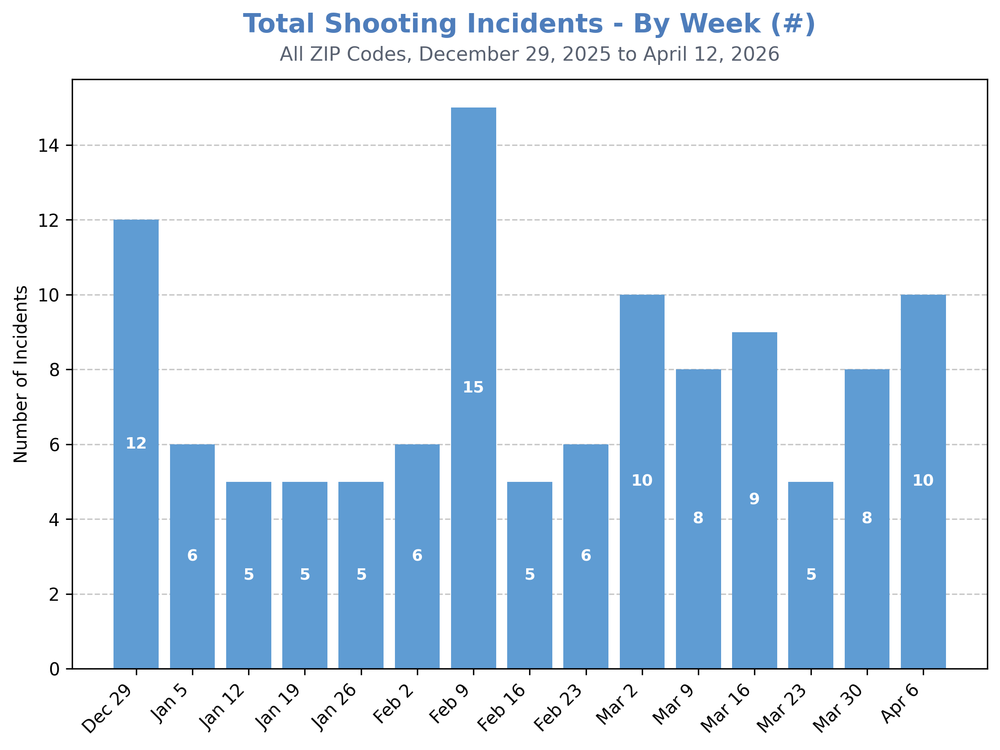 Total Shooting Incidents - By Week (#)
All ZIP Codes, December 29, 2025 to April 12, 2026
Number of Incidents
14
12
10
8
6
4
2
0
12
6
5
5
5
6
15
5
6
10
8
9
5
8
10
Dec 29
Jan 5
Jan 12
Jan 19
Jan 26
Feb 2
Feb 9
Feb 16
Feb 23
Mar 2
Mar 9
Mar 16
Mar 23
Mar 30
Apr 6